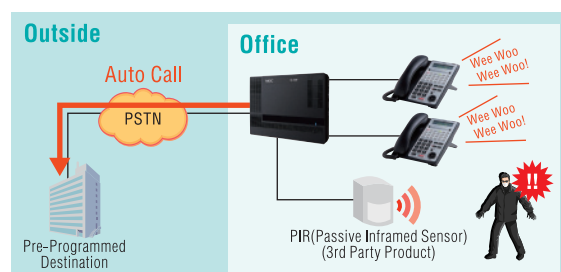 Outside
Office
Auto Call
PSTN
Wee Woo
Wee Woo!
Wee Woo
Wee Woo!
!!
PIR(Passive Inframed Sensor)
(3rd Party Product)
Pre-Programmed
Destination